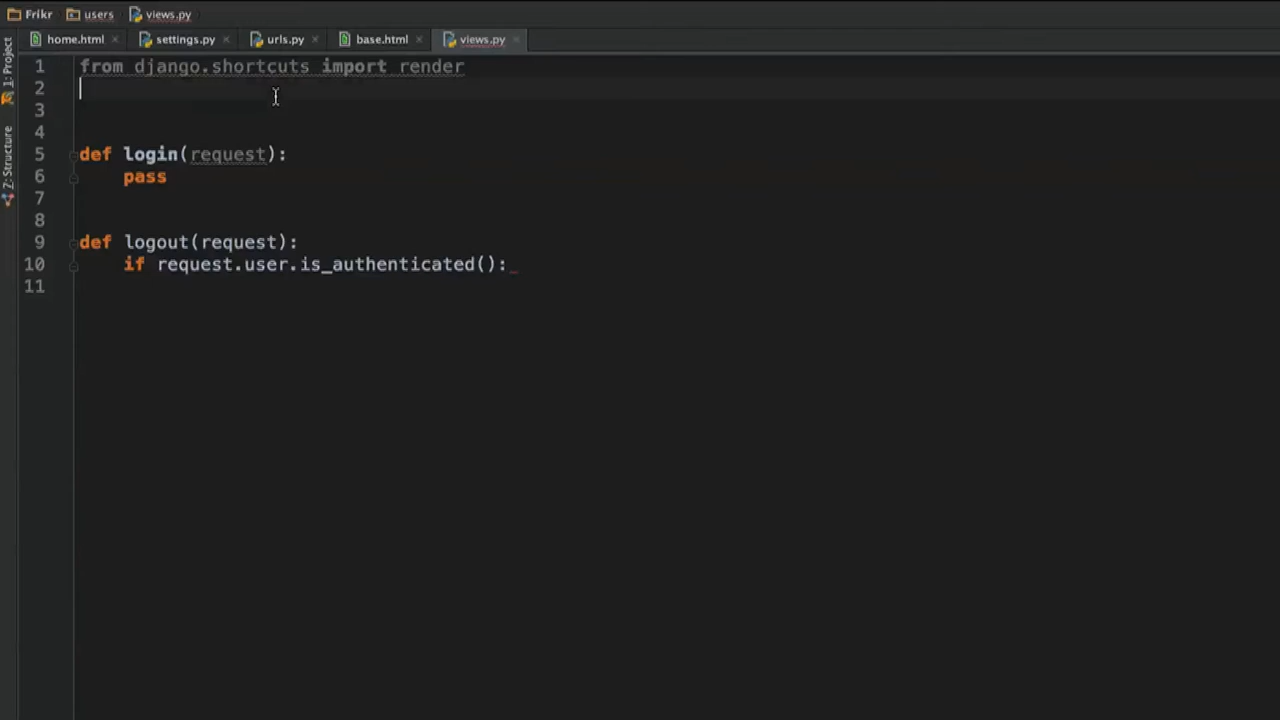 Frikr users views.py
home.html settings.py urls.py base.html views.py
1: Project
Z: Structure
1 from django.shortcuts import render
2
3
4
5 def login(request):
6 pass
7
8
9 def logout(request):
10 if request.user.is_authenticated():
11